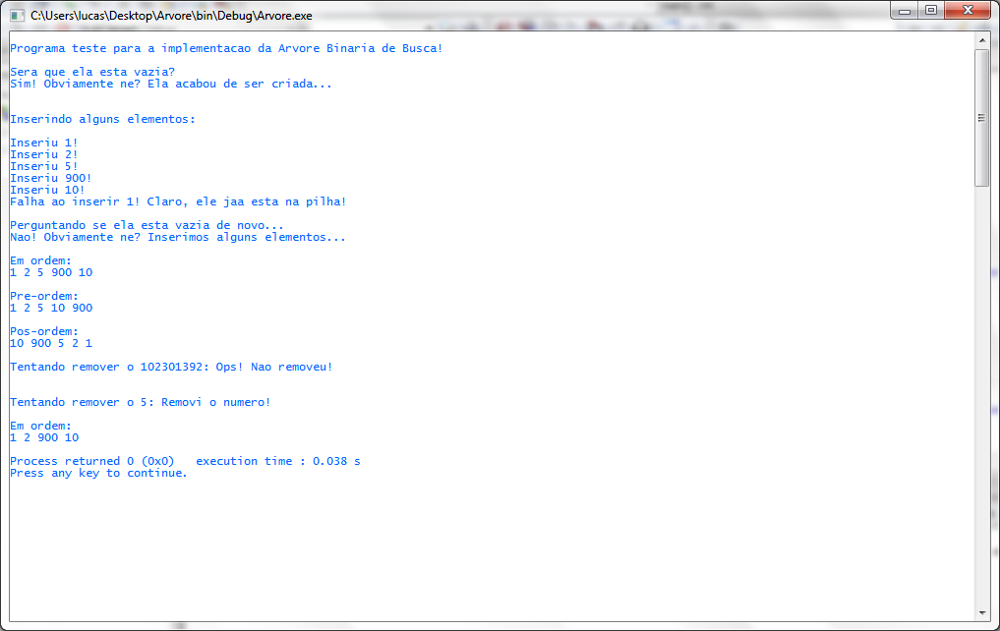 C:\Users\lucas\Desktop\Arvore\bin\Debug\Arvore.exe
Programa teste para a implementacao da Arvore Binaria de Busca!
Sera que ela esta vazia?
Sim! Obviamente ne? Ela acabou de ser criada...
Inserindo alguns elementos:
Inseriu 1!
Inseriu 2!
Inseriu 5!
Inseriu 900!
Inseriu 10!
Falha ao inserir 1! Claro, ele jaa esta na pilha!
Perguntando se ela esta vazia de novo...
Nao! Obviamente ne? Inserimos alguns elementos...
Em ordem:
1 2 5 900 10
Pre-ordem:
1 2 5 10 900
Pos-ordem:
10 900 5 2 1
Tentando remover o 102301392: Ops! Nao removeu!
Tentando remover o 5: Removi o numero!
Em ordem:
1 2 900 10
Process returned 0 (0x0)   execution time : 0.038 s
Press any key to continue.